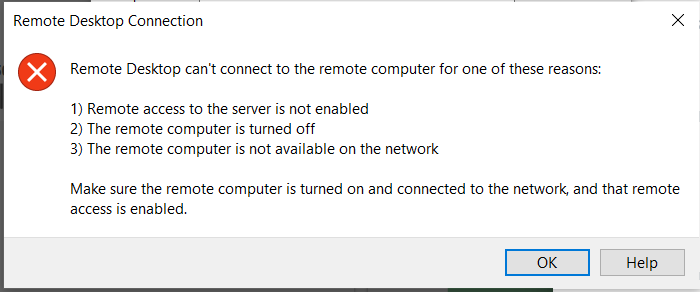 Remote Desktop Connection
Remote Desktop can't connect to the remote computer for one of these reasons:
1) Remote access to the server is not enabled
2) The remote computer is turned off
3) The remote computer is not available on the network
Make sure the remote computer is turned on and connected to the network, and that remote
access is enabled.
OK
Help